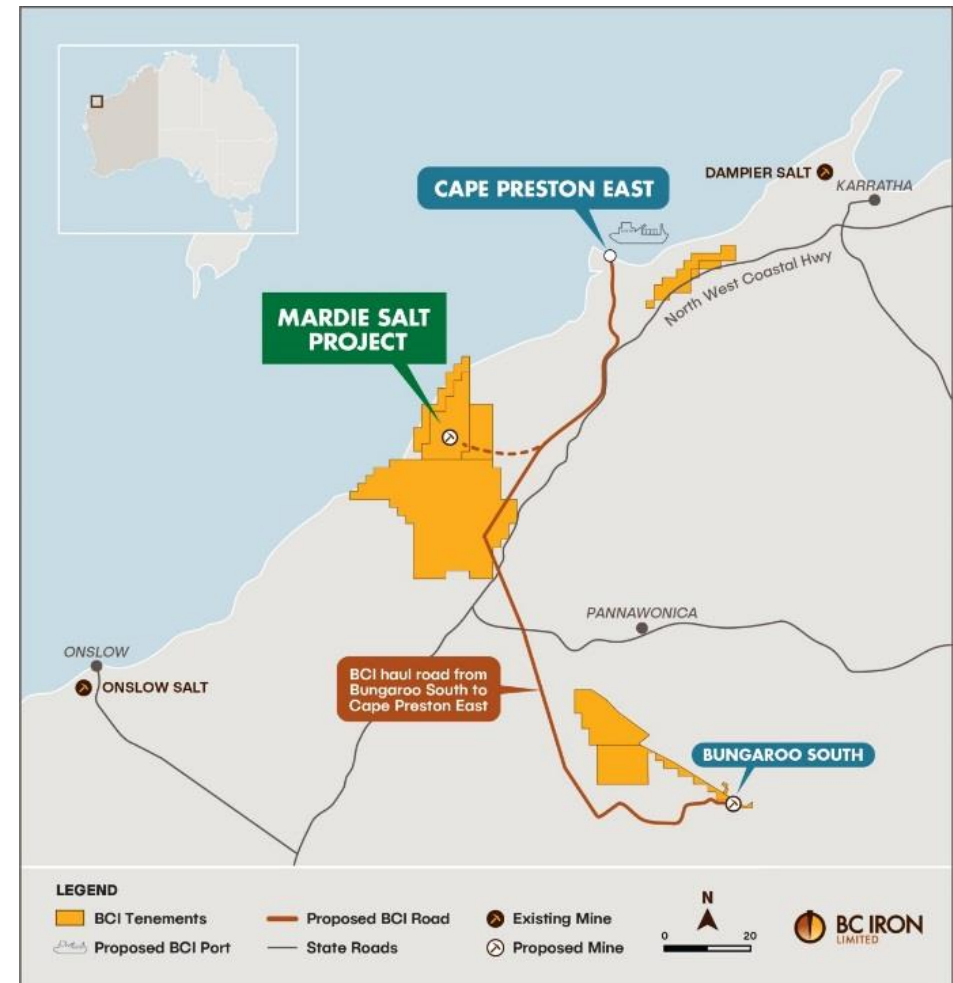 DAMPIER SALT
KARRATHA
CAPE PRESTON EAST
North West Coastal Hwy
MARDIE SALT
PROJECT
PANNAWONICA
ONSLOW
ONSLOW SALT
BCI haul road from
Bungaroo South to
Cape Preston East
BUNGAROO SOUTH
LEGEND
BCI Tenements
Proposed BCI Road
Existing Mine
Proposed BCI Port
State Roads
Proposed Mine
N
0 20
BC IRON
LIMITED